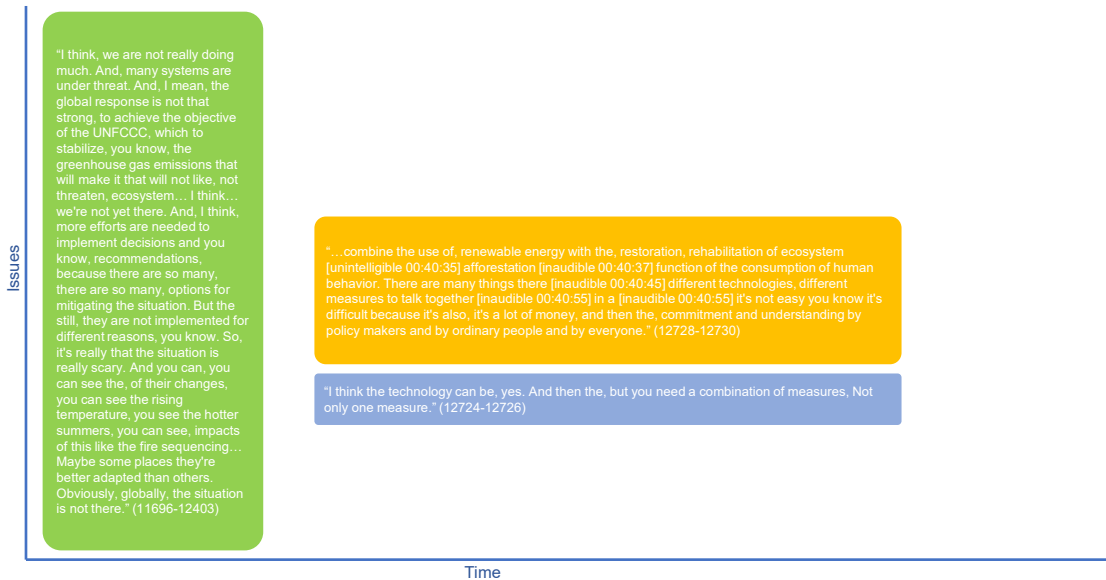 Issues
“I think, we are not really doing
much. And, many systems are
under threat. And, I mean, the
global response is not that
strong, to achieve the objective
of the UNFCCC, which to
stabilize, you know, the
greenhouse gas emissions that
will make it that will not like, not
threaten, ecosystem… I think…
we're not yet there. And, I think,
more efforts are needed to
implement decisions and you
know, recommendations,
because there are so many,
there are so many, options for
mitigating the situation. But the
still, they are not implemented for
different reasons, you know. So,
it's really that the situation is
really scary. And you can, you
can see the, of their changes,
you can see the rising
temperature, you see the hotter
summers, you can see, impacts
of this like the fire sequencing…
Maybe some places they're
better adapted than others.
Obviously, globally, the situation
is not there.” (11696-12403)
“…combine the use of, renewable energy with the, restoration, rehabilitation of ecosystem
[unintelligible 00:40:35] afforestation [inaudible 00:40:37] function of the consumption of human
behavior. There are many things there [inaudible 00:40:45] different technologies, different
measures to talk together [inaudible 00:40:55] in a [inaudible 00:40:55] it's not easy you know it's
difficult because it's also, it's a lot of money, and then the, commitment and understanding by
policy makers and by ordinary people and by everyone.” (12728-12730)
“I think the technology can be, yes. And then the, but you need a combination of measures, Not
only one measure.” (12724-12726)
Time